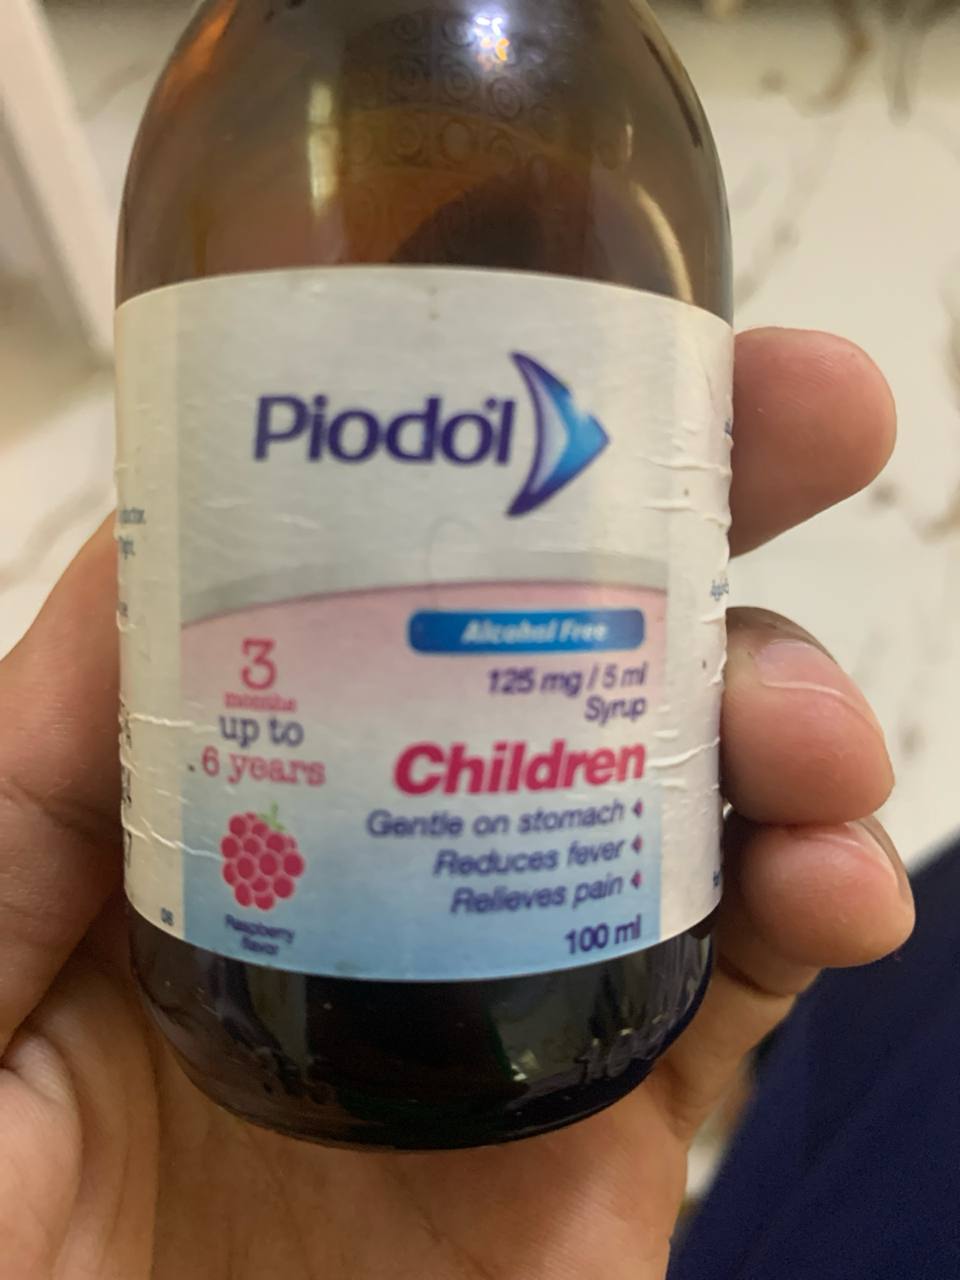 Piodol
Alcohol Free
125 mg / 5 ml
Syrup
3
months
up to
6 years
Children
Gentle on stomach
Reduces fever
Relieves pain
Raspberry
flavor
100 ml
08